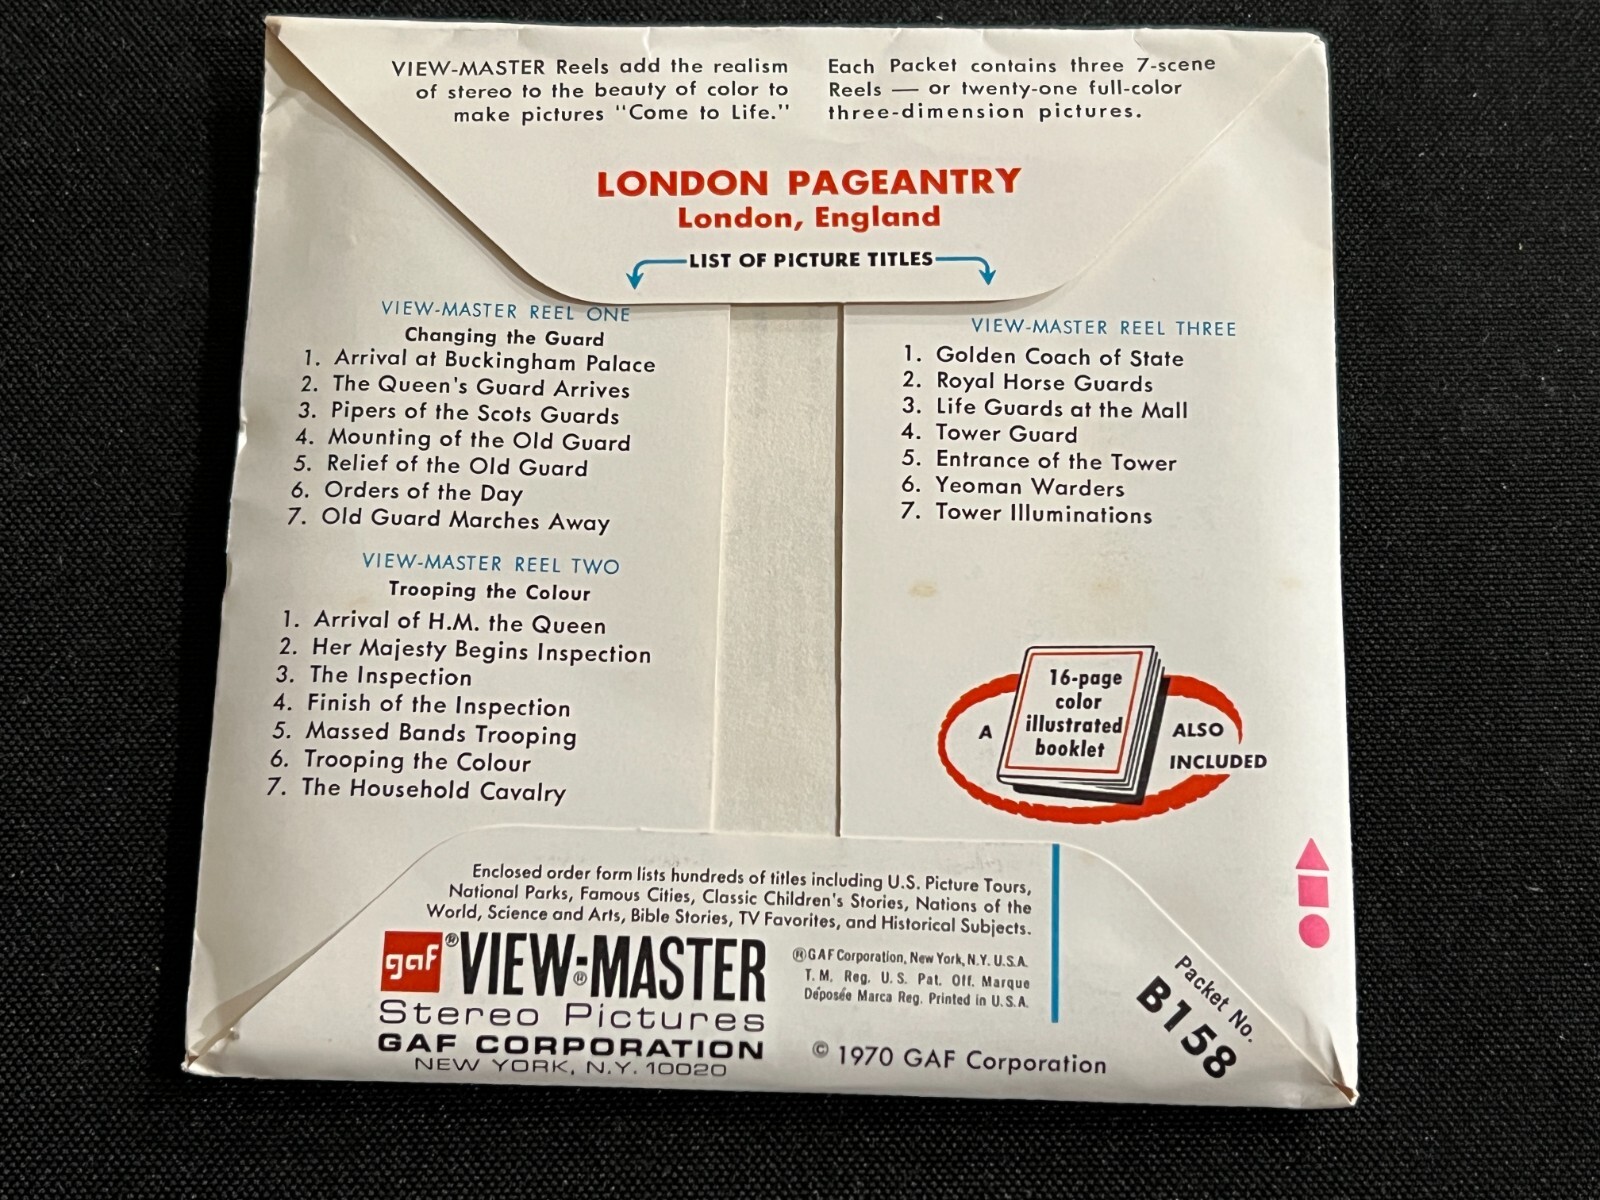 VIEW-MASTER Reels add the realism
of stereo to the beauty of color to
make pictures "Come to Life."
Each Packet contains three 7-scene
Reels — or twenty-one full-color
three-dimension pictures.
LONDON PAGEANTRY
London, England
LIST OF PICTURE TITLES
VIEW-MASTER REEL ONE
Changing the Guard
1. Arrival at Buckingham Palace
2. The Queen's Guard Arrives
3. Pipers of the Scots Guards
4. Mounting of the Old Guard
5. Relief of the Old Guard
6. Orders of the Day
7. Old Guard Marches Away
VIEW-MASTER REEL TWO
Trooping the Colour
1. Arrival of H.M. the Queen
2. Her Majesty Begins Inspection
3. The Inspection
4. Finish of the Inspection
5. Massed Bands Trooping
6. Trooping the Colour
7. The Household Cavalry
VIEW-MASTER REEL THREE
1. Golden Coach of State
2. Royal Horse Guards
3. Life Guards at the Mall
4. Tower Guard
5. Entrance of the Tower
6. Yeoman Warders
7. Tower Illuminations
A
16-page
color
illustrated
booklet
ALSO
INCLUDED
Enclosed order form lists hundreds of titles including U.S. Picture Tours,
National Parks, Famous Cities, Classic Children's Stories, Nations of the
World, Science and Arts, Bible Stories, TV Favorites, and Historical Subjects.
gaf® VIEW-MASTER®
Stereo Pictures
GAF CORPORATION
NEW YORK, N.Y. 10020
®GAF Corporation, New York, N.Y. U.S.A.
T. M. Reg. U. S. Pat. Off. Marque
Déposée Marca Reg. Printed in U.S.A.
© 1970 GAF Corporation
Packet No.
B158